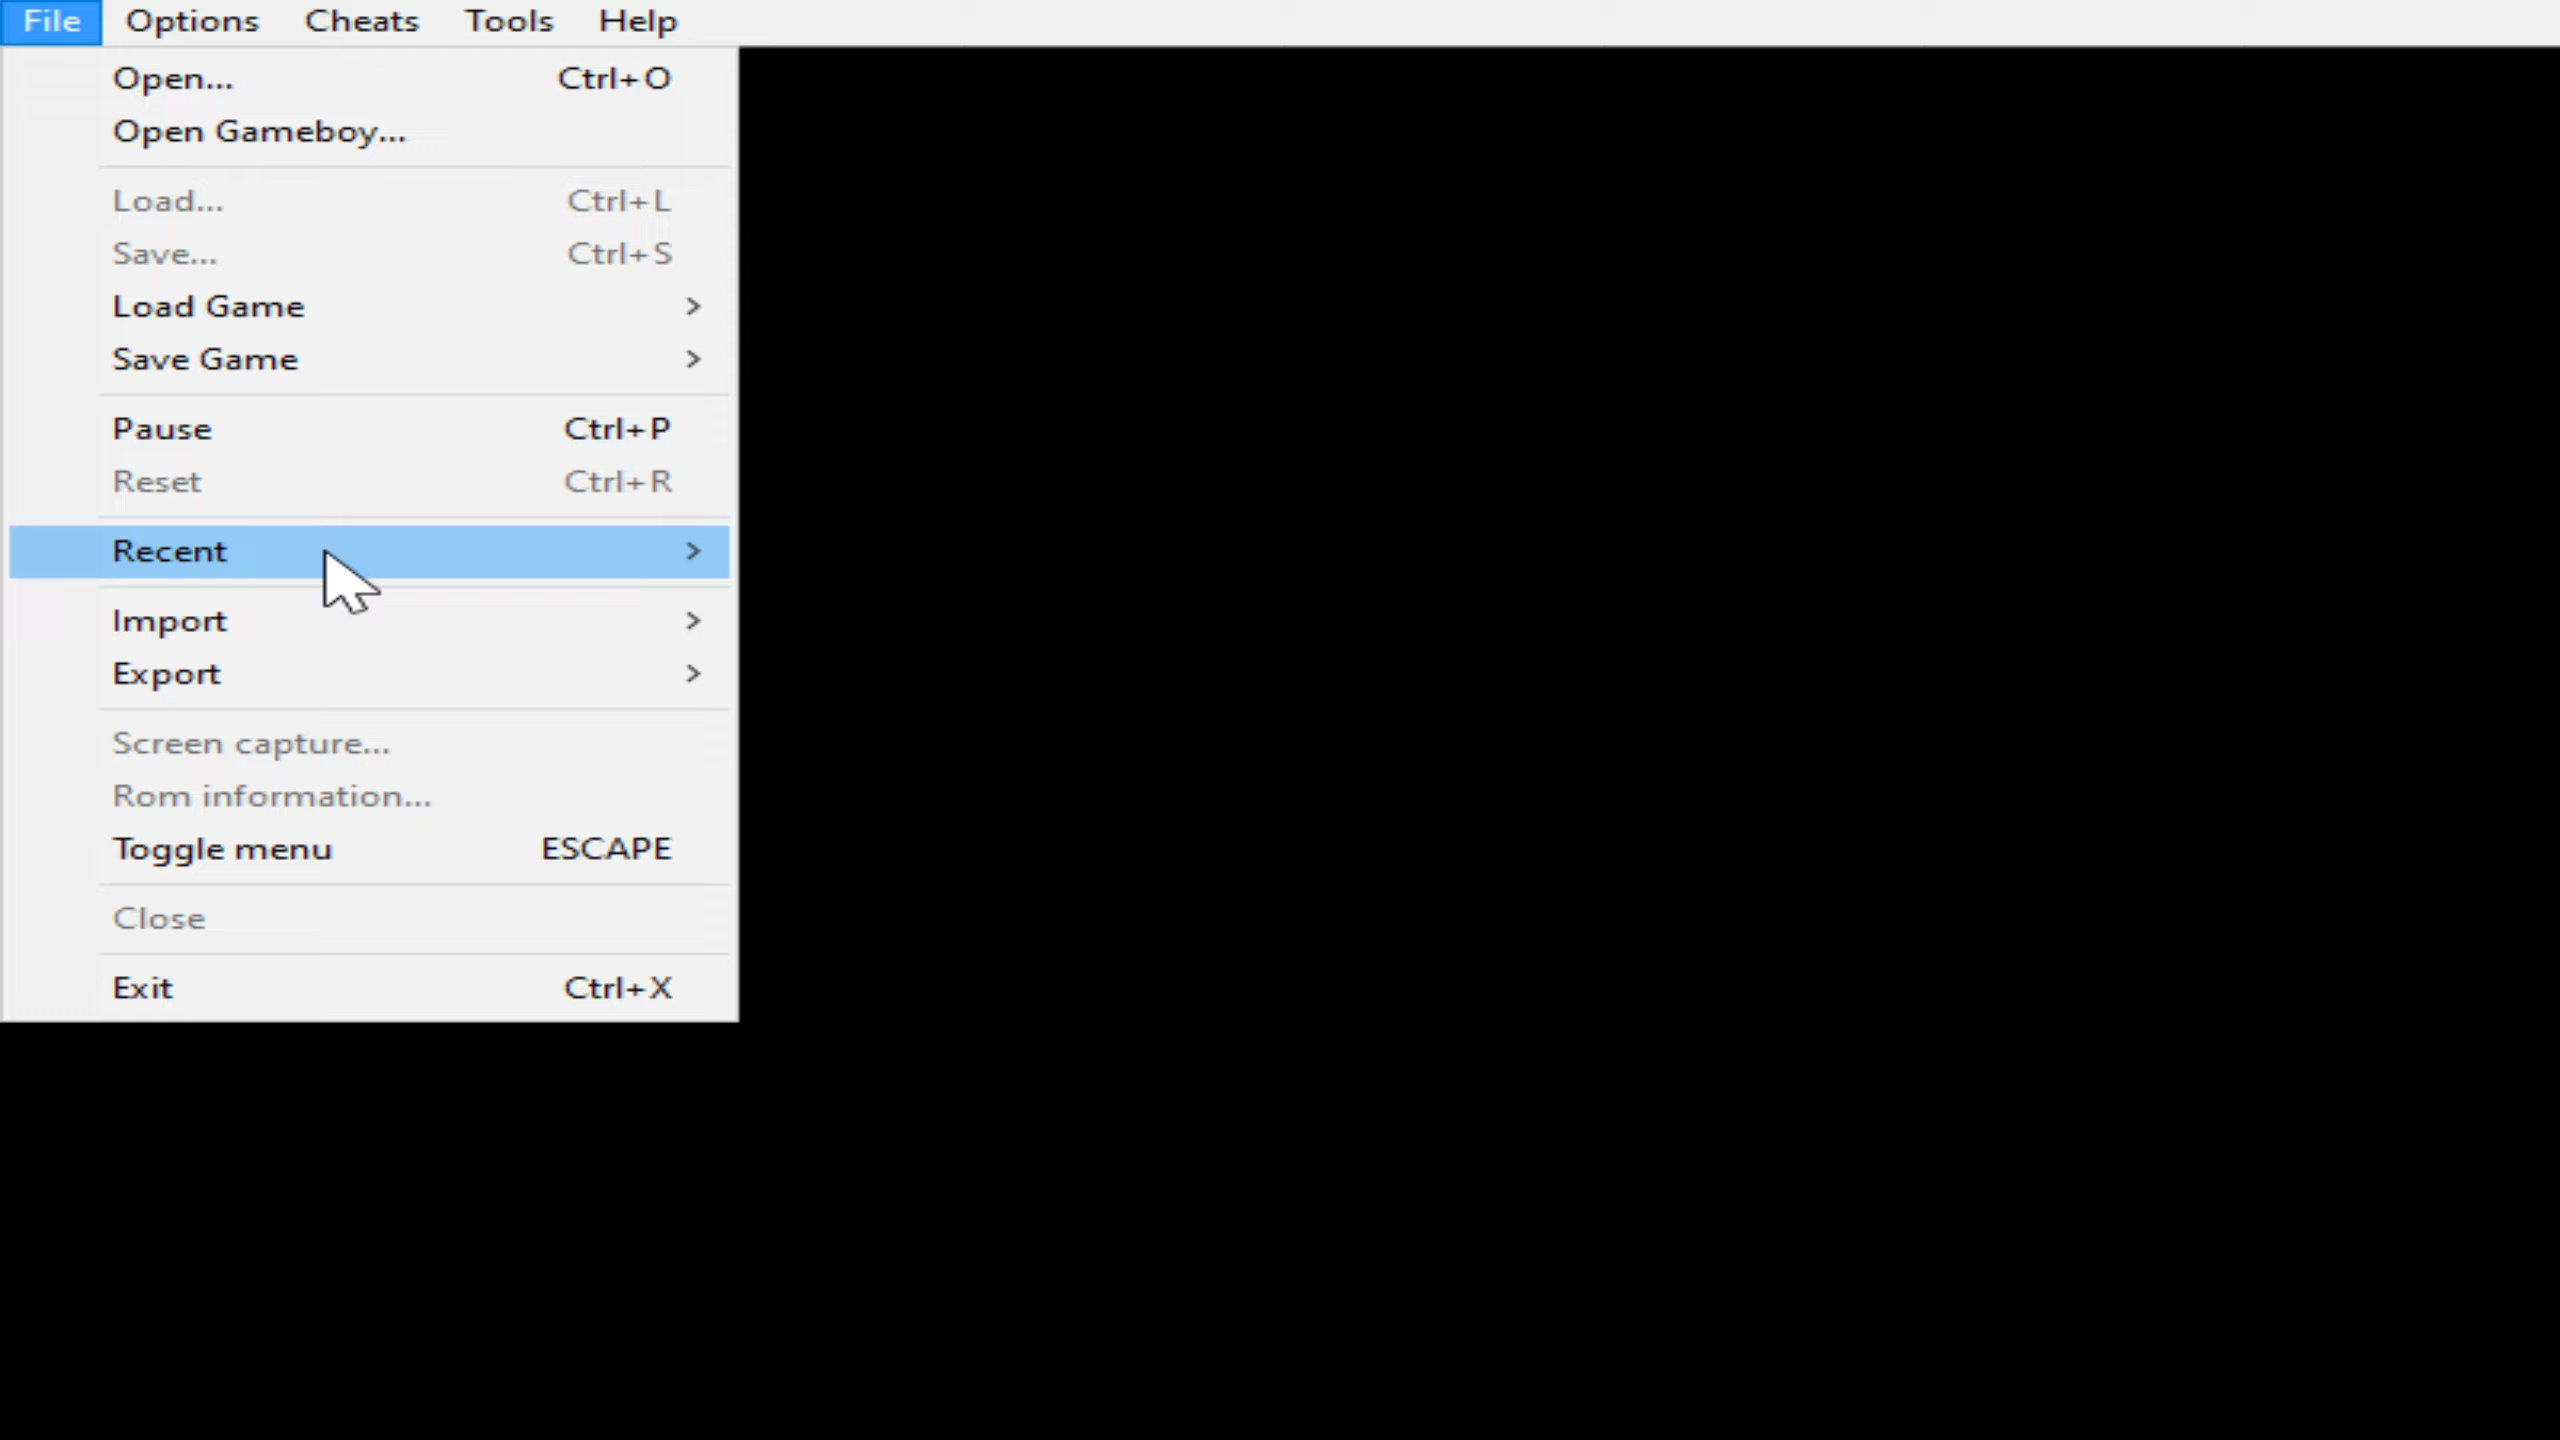 File Options Cheats Tools Help
Open... Ctrl+O
Open Gameboy...
Load... Ctrl+L
Save... Ctrl+S
Load Game >
Save Game >
Pause Ctrl+P
Reset Ctrl+R
Recent >
Import >
Export >
Screen capture...
Rom information...
Toggle menu ESCAPE
Close
Exit Ctrl+X